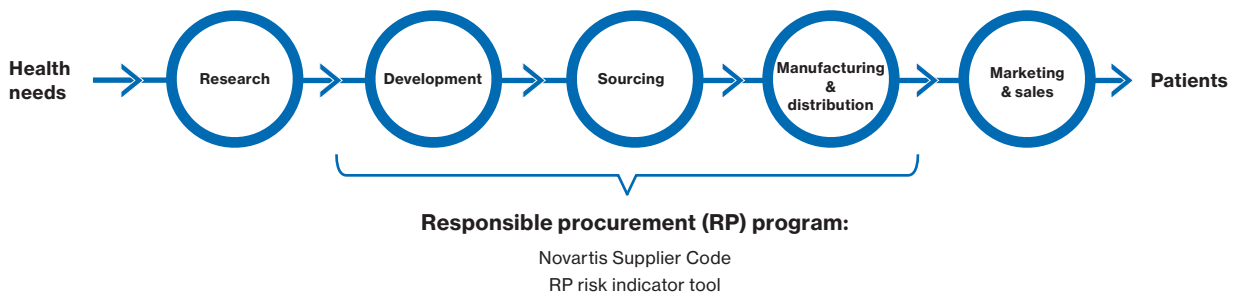 Health
needs
Research
Development
Sourcing
Manufacturing
&
distribution
Marketing
& sales
Patients
Responsible procurement (RP) program:
Novartis Supplier Code
RP risk indicator tool